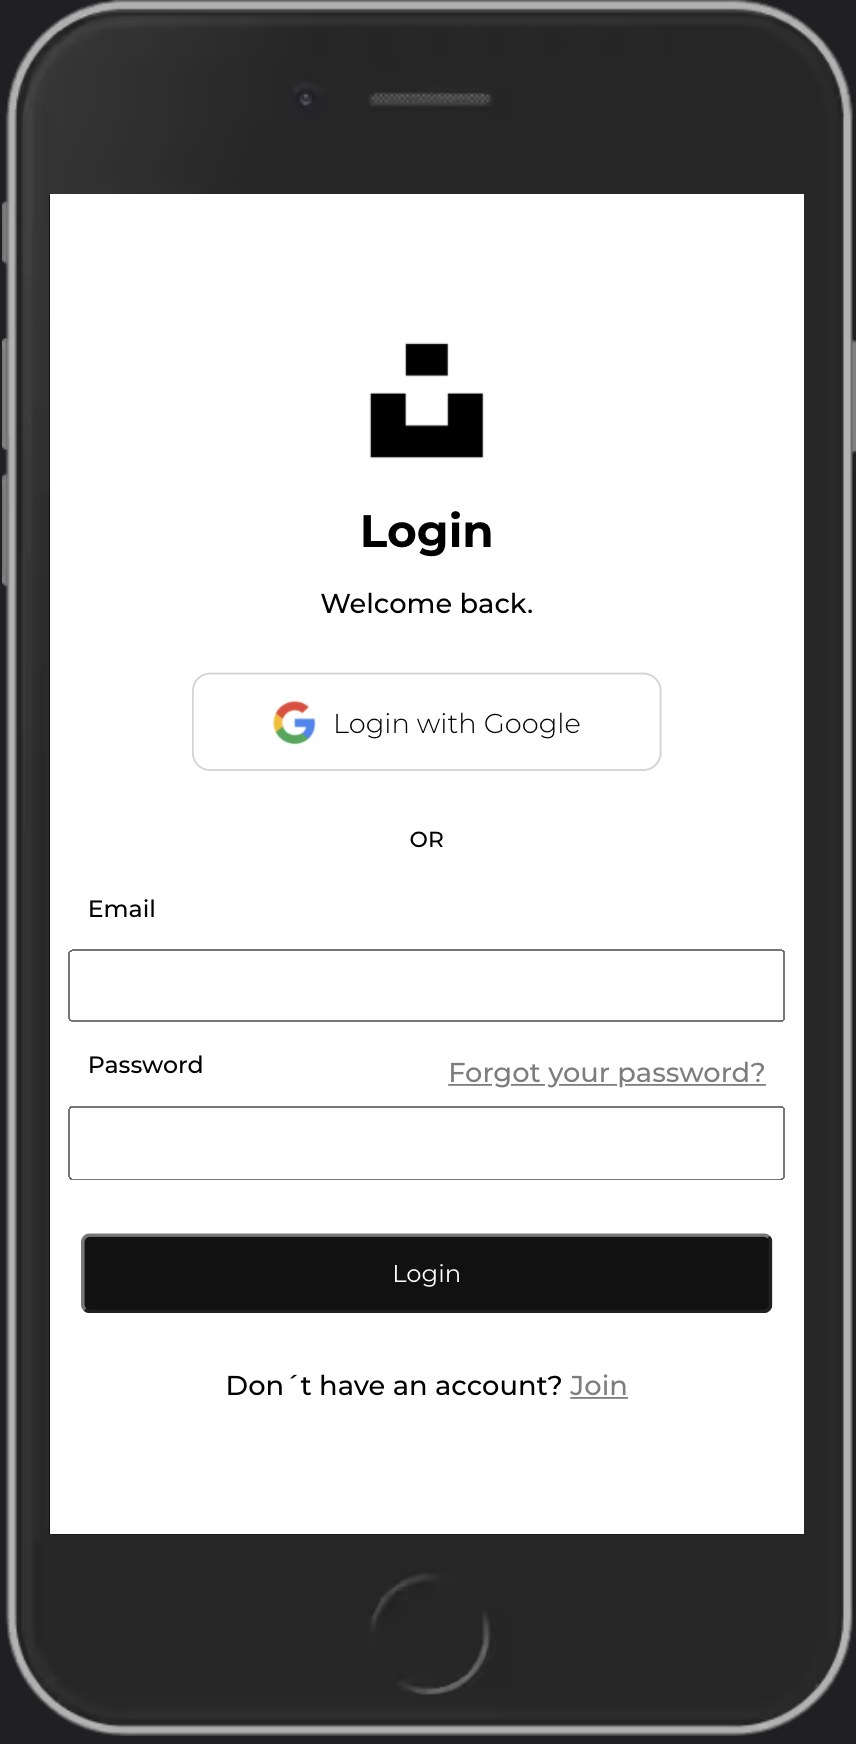 Login
Welcome back.
Login with Google
OR
Email
Password
Forgot your password?
Login
Don´t have an account? Join